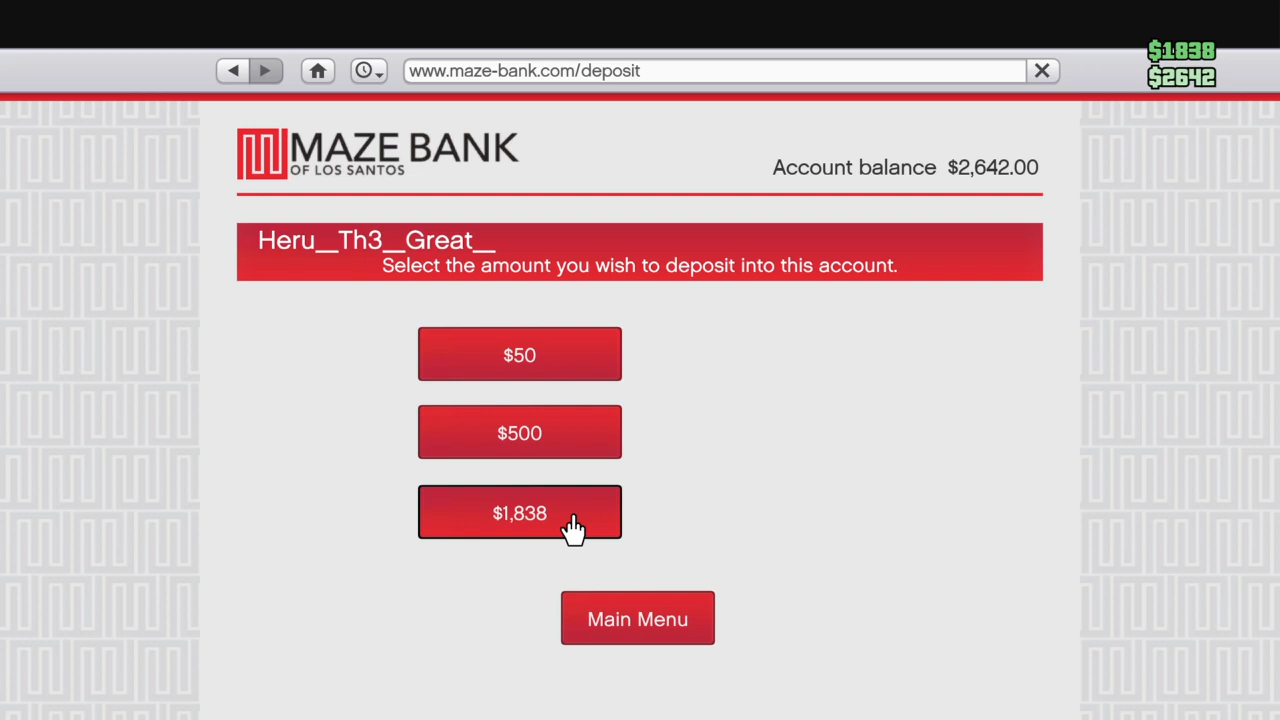 $1838
www.maze-bank.com/deposit
$2642
MAZE BANK
OF LOS SANTOS
Account balance $2,642.00
Heru__Th3__Great__
Select the amount you wish to deposit into this account.
$50
$500
$1,838
Main Menu